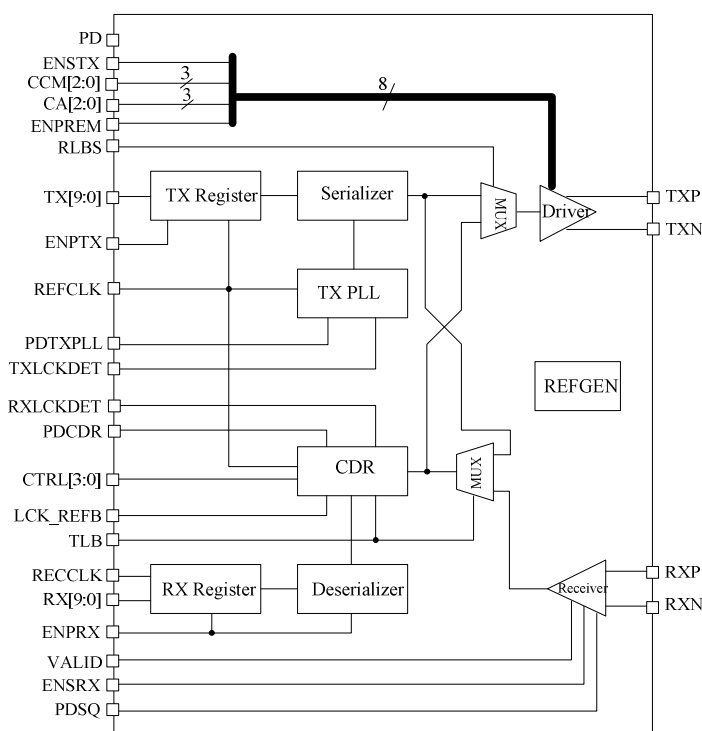 PD
ENSTX
CCM[2:0]
3
CA[2:0]
3
8
ENPREM
RLBS
TX[9:0]
TX Register
Serializer
MUX
Driver
TXP
TXN
ENPTX
REFCLK
TX PLL
PDTXPLL
TXLCKDET
REFGEN
RXLCKDET
PDCDR
CDR
MUX
CTRL[3:0]
LCK_REFB
TLB
RECCLK
RX[9:0]
RX Register
Deserializer
Receiver
RXP
RXN
ENPRX
VALID
ENSRX
PDSQ